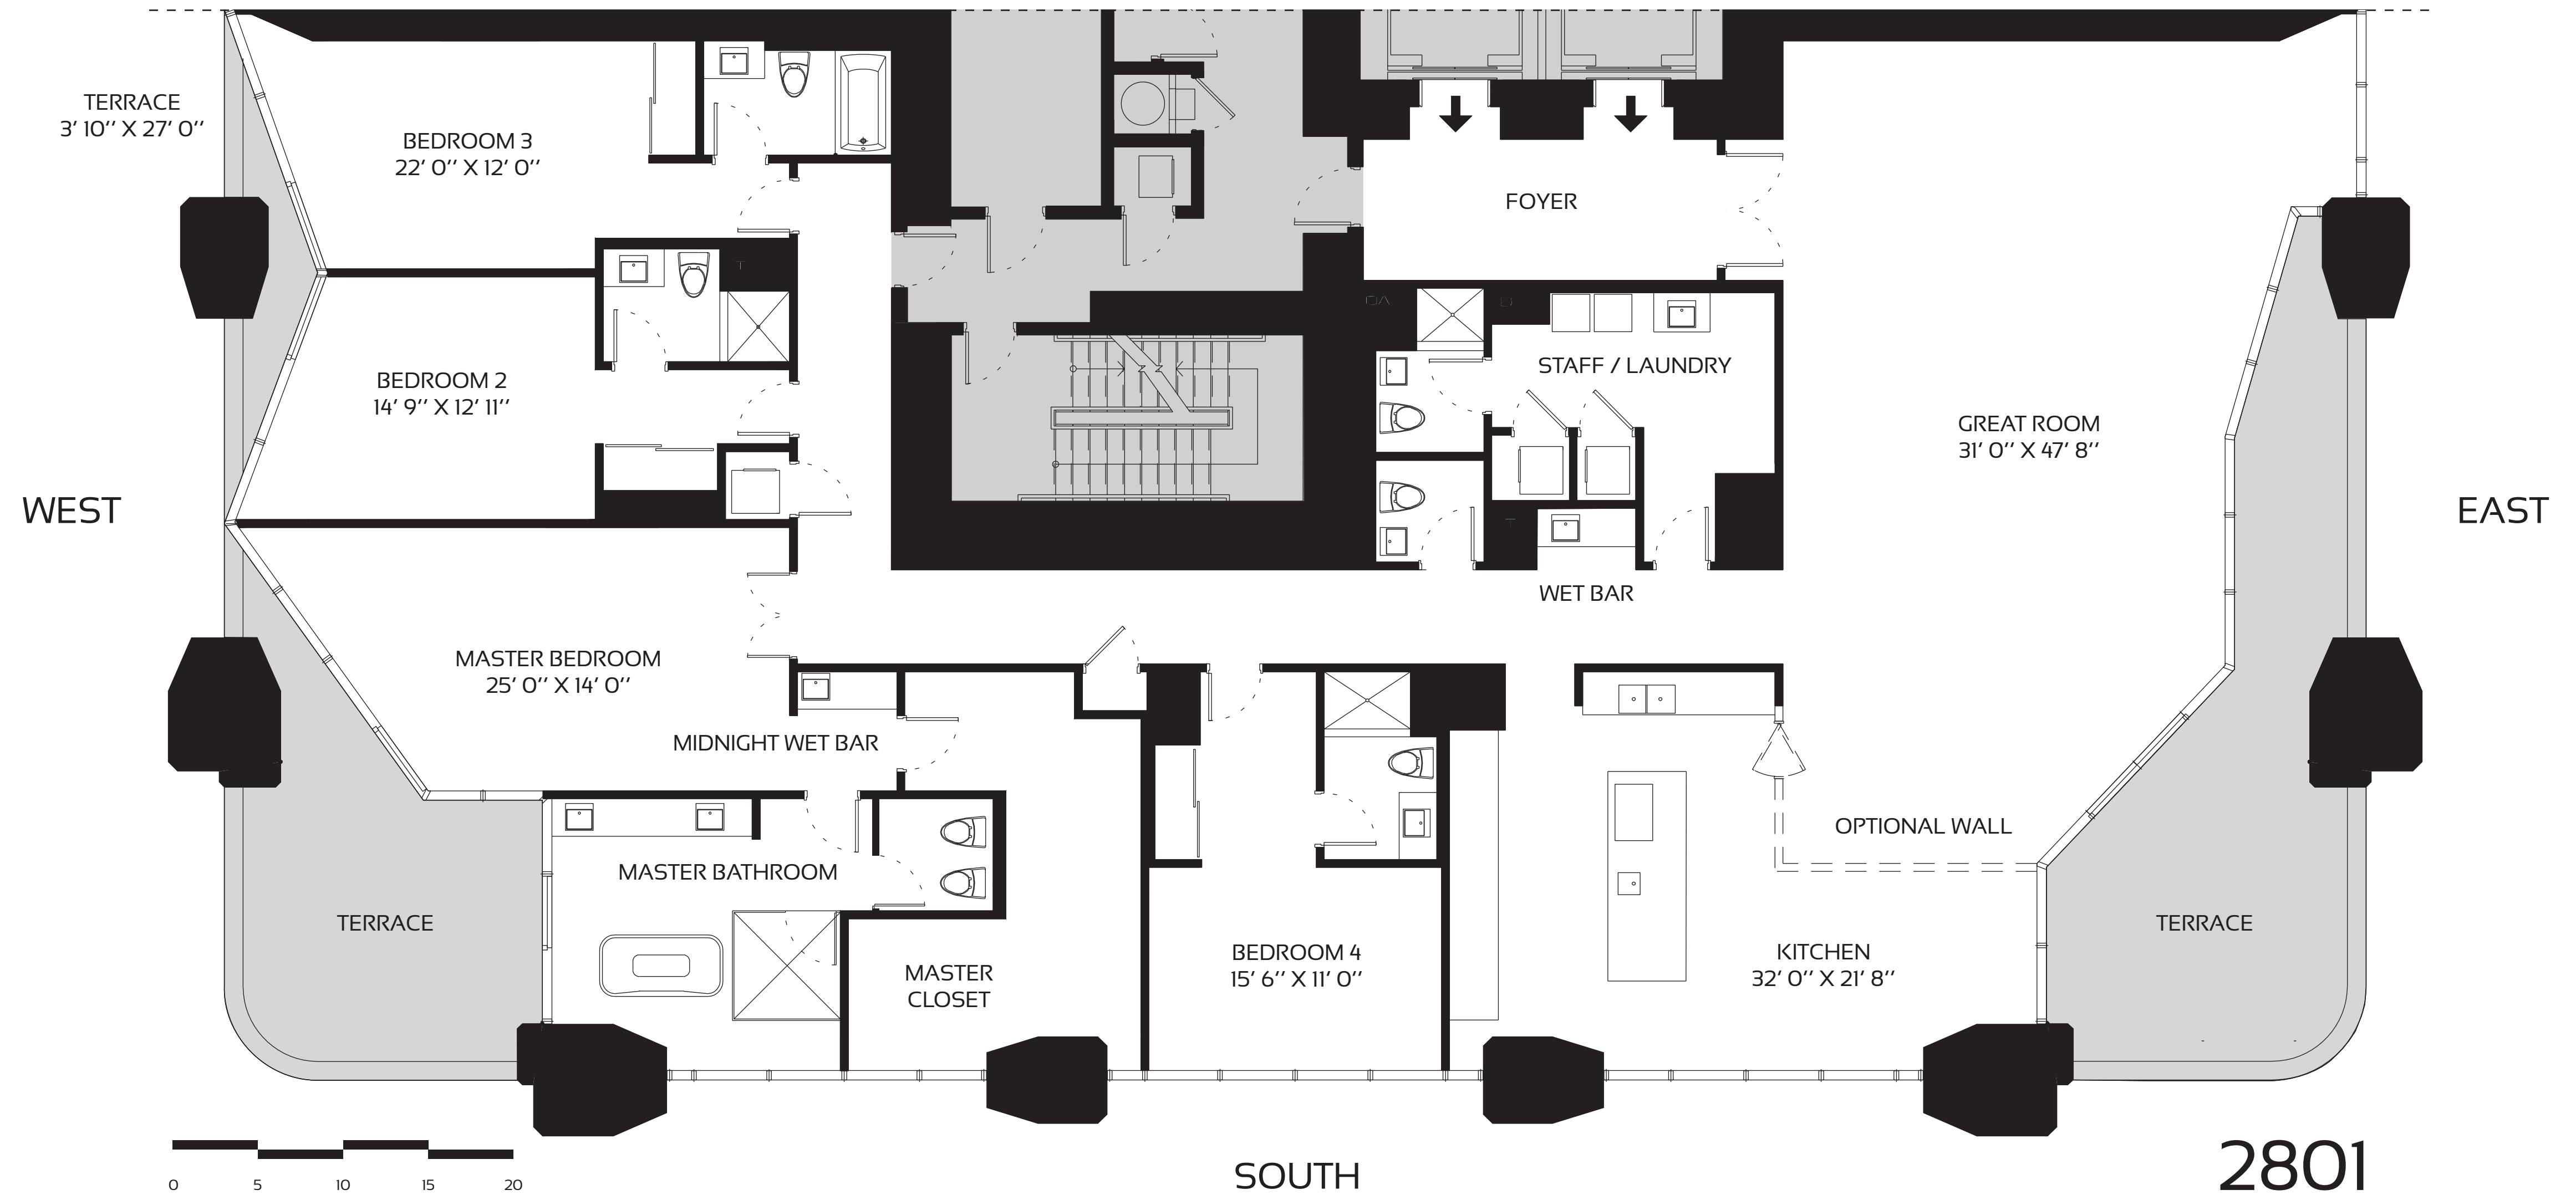 TERRACE
3' 10'' X 27' 0''
BEDROOM 3
22' 0'' X 12' 0''
FOYER
BEDROOM 2
14' 9'' X 12' 11''
STAFF / LAUNDRY
GREAT ROOM
31' 0'' X 47' 8''
WEST
EAST
WET BAR
MASTER BEDROOM
25' 0'' X 14' 0''
MIDNIGHT WET BAR
OPTIONAL WALL
MASTER BATHROOM
TERRACE
TERRACE
BEDROOM 4
15' 6'' X 11' 0''
KITCHEN
32' 0'' X 21' 8''
MASTER
CLOSET
0 5 10 15 20
SOUTH
2801